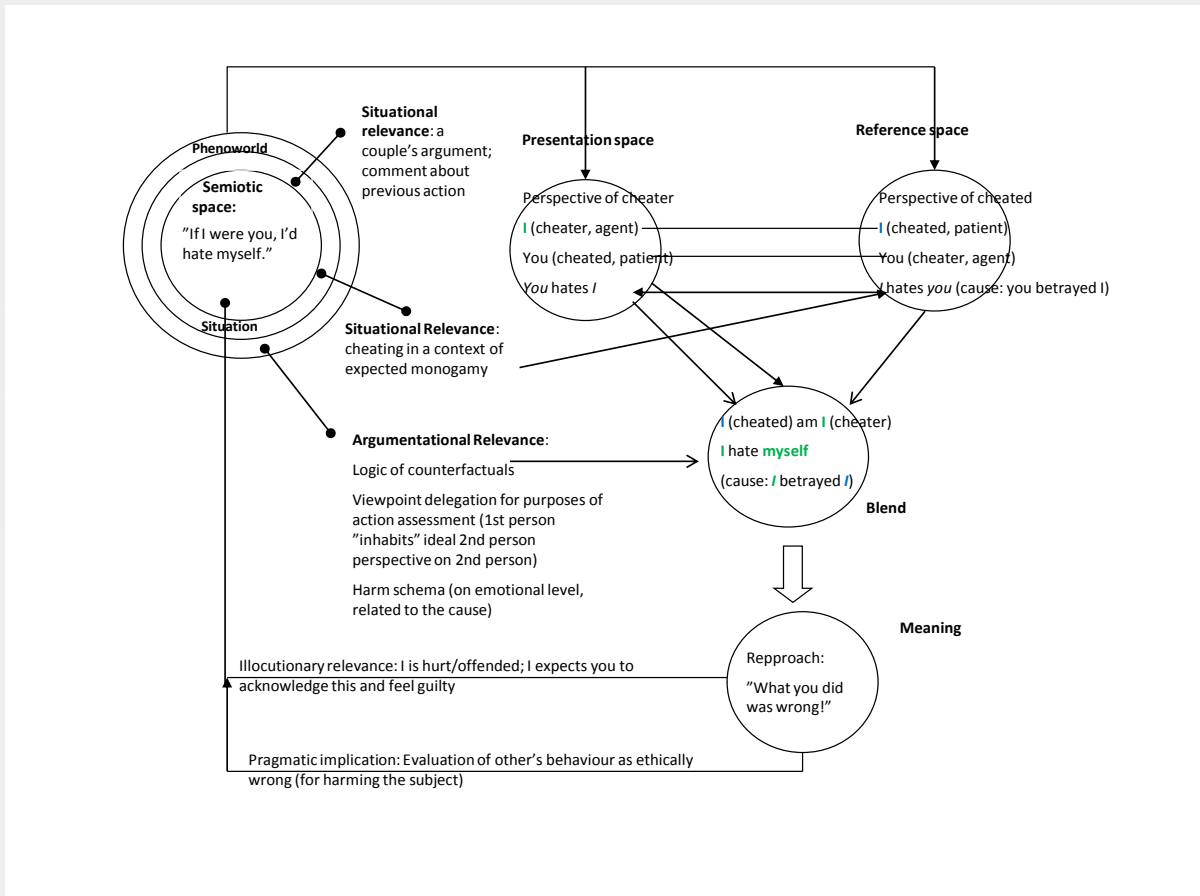 Situational
relevance: a
couple’s argument;
comment about
previous action
Presentation space
Reference space
Phenoworld
Semiotic
space:
”If I were you, I’d
hate myself.”
Situation
Perspective of cheater
I (cheater, agent)
You (cheated, patient)
You hates I
Perspective of cheated
I (cheated, patient)
You (cheater, agent)
I hates you (cause: you betrayed I)
Situational Relevance:
cheating in a context of
expected monogamy
I (cheated) am I (cheater)
I hate myself
(cause: I betrayed I)
Blend
Argumentational Relevance:
Logic of counterfactuals
Viewpoint delegation for purposes of
action assessment (1st person
”inhabits” ideal 2nd person
perspective on 2nd person)
Harm schema (on emotional level,
related to the cause)
Meaning
Repproach:
”What you did
was wrong!”
Illocutionary relevance: I is hurt/offended; I expects you to
acknowledge this and feel guilty
Pragmatic implication: Evaluation of other’s behaviour as ethically
wrong (for harming the subject)